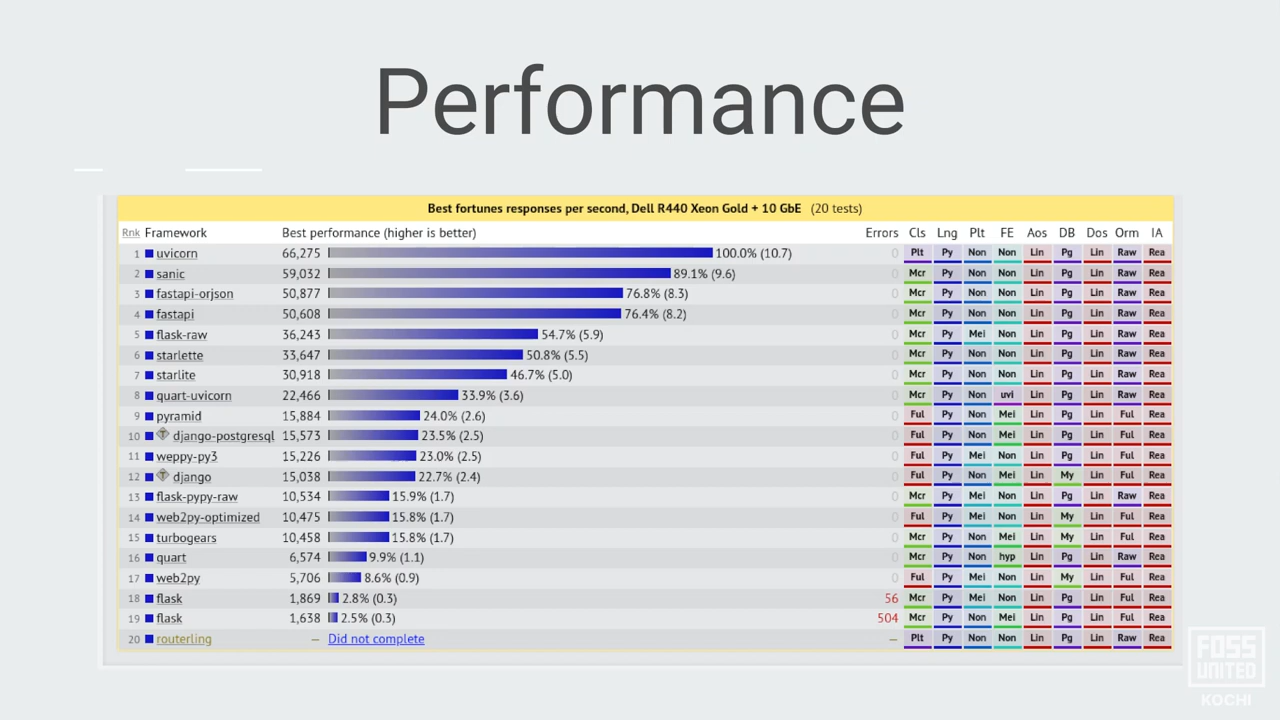 Performance
Best fortunes responses per second, Dell R440 Xeon Gold + 10 GbE (20 tests)
Rnk Framework Best performance (higher is better) Errors Cls Lng Plt FE Aos DB Dos Orm IA
1 uvicorn 66,275 100.0% (10.7) 0 Plt Py Non Non Lin Pg Lin Raw Rea
2 sanic 59,032 89.1% (9.6) 0 Mcr Py Non Non Lin Pg Lin Raw Rea
3 fastapi-orjson 50,877 76.8% (8.3) 0 Mcr Py Non Non Lin Pg Lin Raw Rea
4 fastapi 50,608 76.4% (8.2) 0 Mcr Py Non Non Lin Pg Lin Raw Rea
5 flask-raw 36,243 54.7% (5.9) 0 Mcr Py Mei Non Lin Pg Lin Raw Rea
6 starlette 33,647 50.8% (5.5) 0 Mcr Py Non Non Lin Pg Lin Raw Rea
7 starlite 30,918 46.7% (5.0) 0 Mcr Py Non Non Lin Pg Lin Raw Rea
8 quart-uvicorn 22,466 33.9% (3.6) 0 Mcr Py Non uvi Lin Pg Lin Raw Rea
9 pyramid 15,884 24.0% (2.6) 0 Ful Py Non Mei Lin Pg Lin Ful Rea
10 T django-postgresql 15,573 23.5% (2.5) 0 Ful Py Non Mei Lin Pg Lin Ful Rea
11 weppy-py3 15,226 23.0% (2.5) 0 Ful Py Mei Non Lin Pg Lin Ful Rea
12 T django 15,038 22.7% (2.4) 0 Ful Py Non Mei Lin My Lin Ful Rea
13 flask-pypy-raw 10,534 15.9% (1.7) 0 Mcr Py Mei Non Lin Pg Lin Raw Rea
14 web2py-optimized 10,475 15.8% (1.7) 0 Ful Py Mei Non Lin My Lin Ful Rea
15 turbogears 10,458 15.8% (1.7) 0 Mcr Py Non Mei Lin My Lin Ful Rea
16 quart 6,574 9.9% (1.1) 0 Mcr Py Non hyp Lin Pg Lin Raw Rea
17 web2py 5,706 8.6% (0.9) 0 Ful Py Mei Non Lin My Lin Ful Rea
18 flask 1,869 2.8% (0.3) 56 Mcr Py Mei Non Lin Pg Lin Ful Rea
19 flask 1,638 2.5% (0.3) 504 Mcr Py Non Mei Lin Pg Lin Ful Rea
20 routerling — Did not complete — Plt Py Non Non Lin Pg Lin Raw Rea
FOSS
UNITED
KOCHI